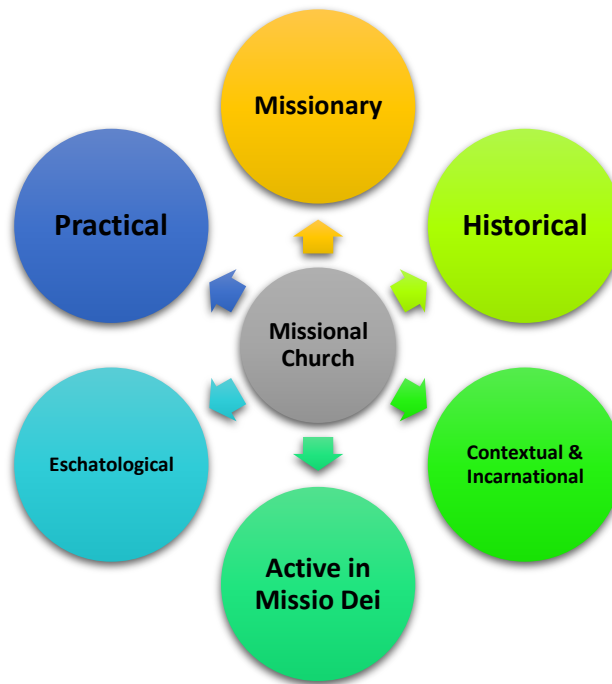 Missionary
Practical
Historical
Missional
Church
Eschatological
Contextual &
Incarnational
Active in
Missio Dei